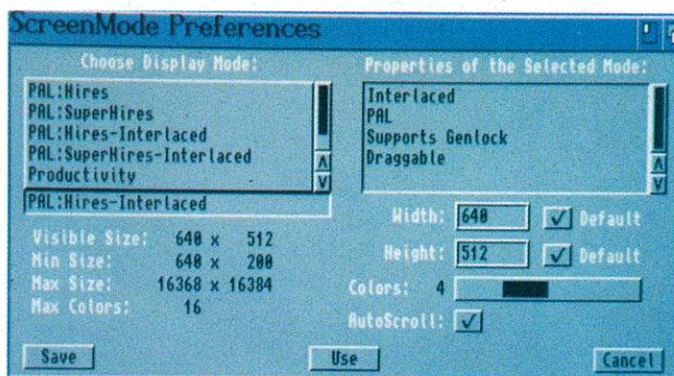 ScreenMode Preferences
Choose Display Mode:
PAL:Hires
PAL:SuperHires
PAL:Hires-Interlaced
PAL:SuperHires-Interlaced
Productivity
PAL:Hires-Interlaced
Visible Size: 640 x 512
Min Size: 640 x 200
Max Size: 16368 x 16384
Max Colors: 16
Properties of the Selected Mode:
Interlaced
PAL
Supports Genlock
Draggable
Width: 640 Default
Height: 512 Default
Colors: 4
AutoScroll:
Save
Use
Cancel